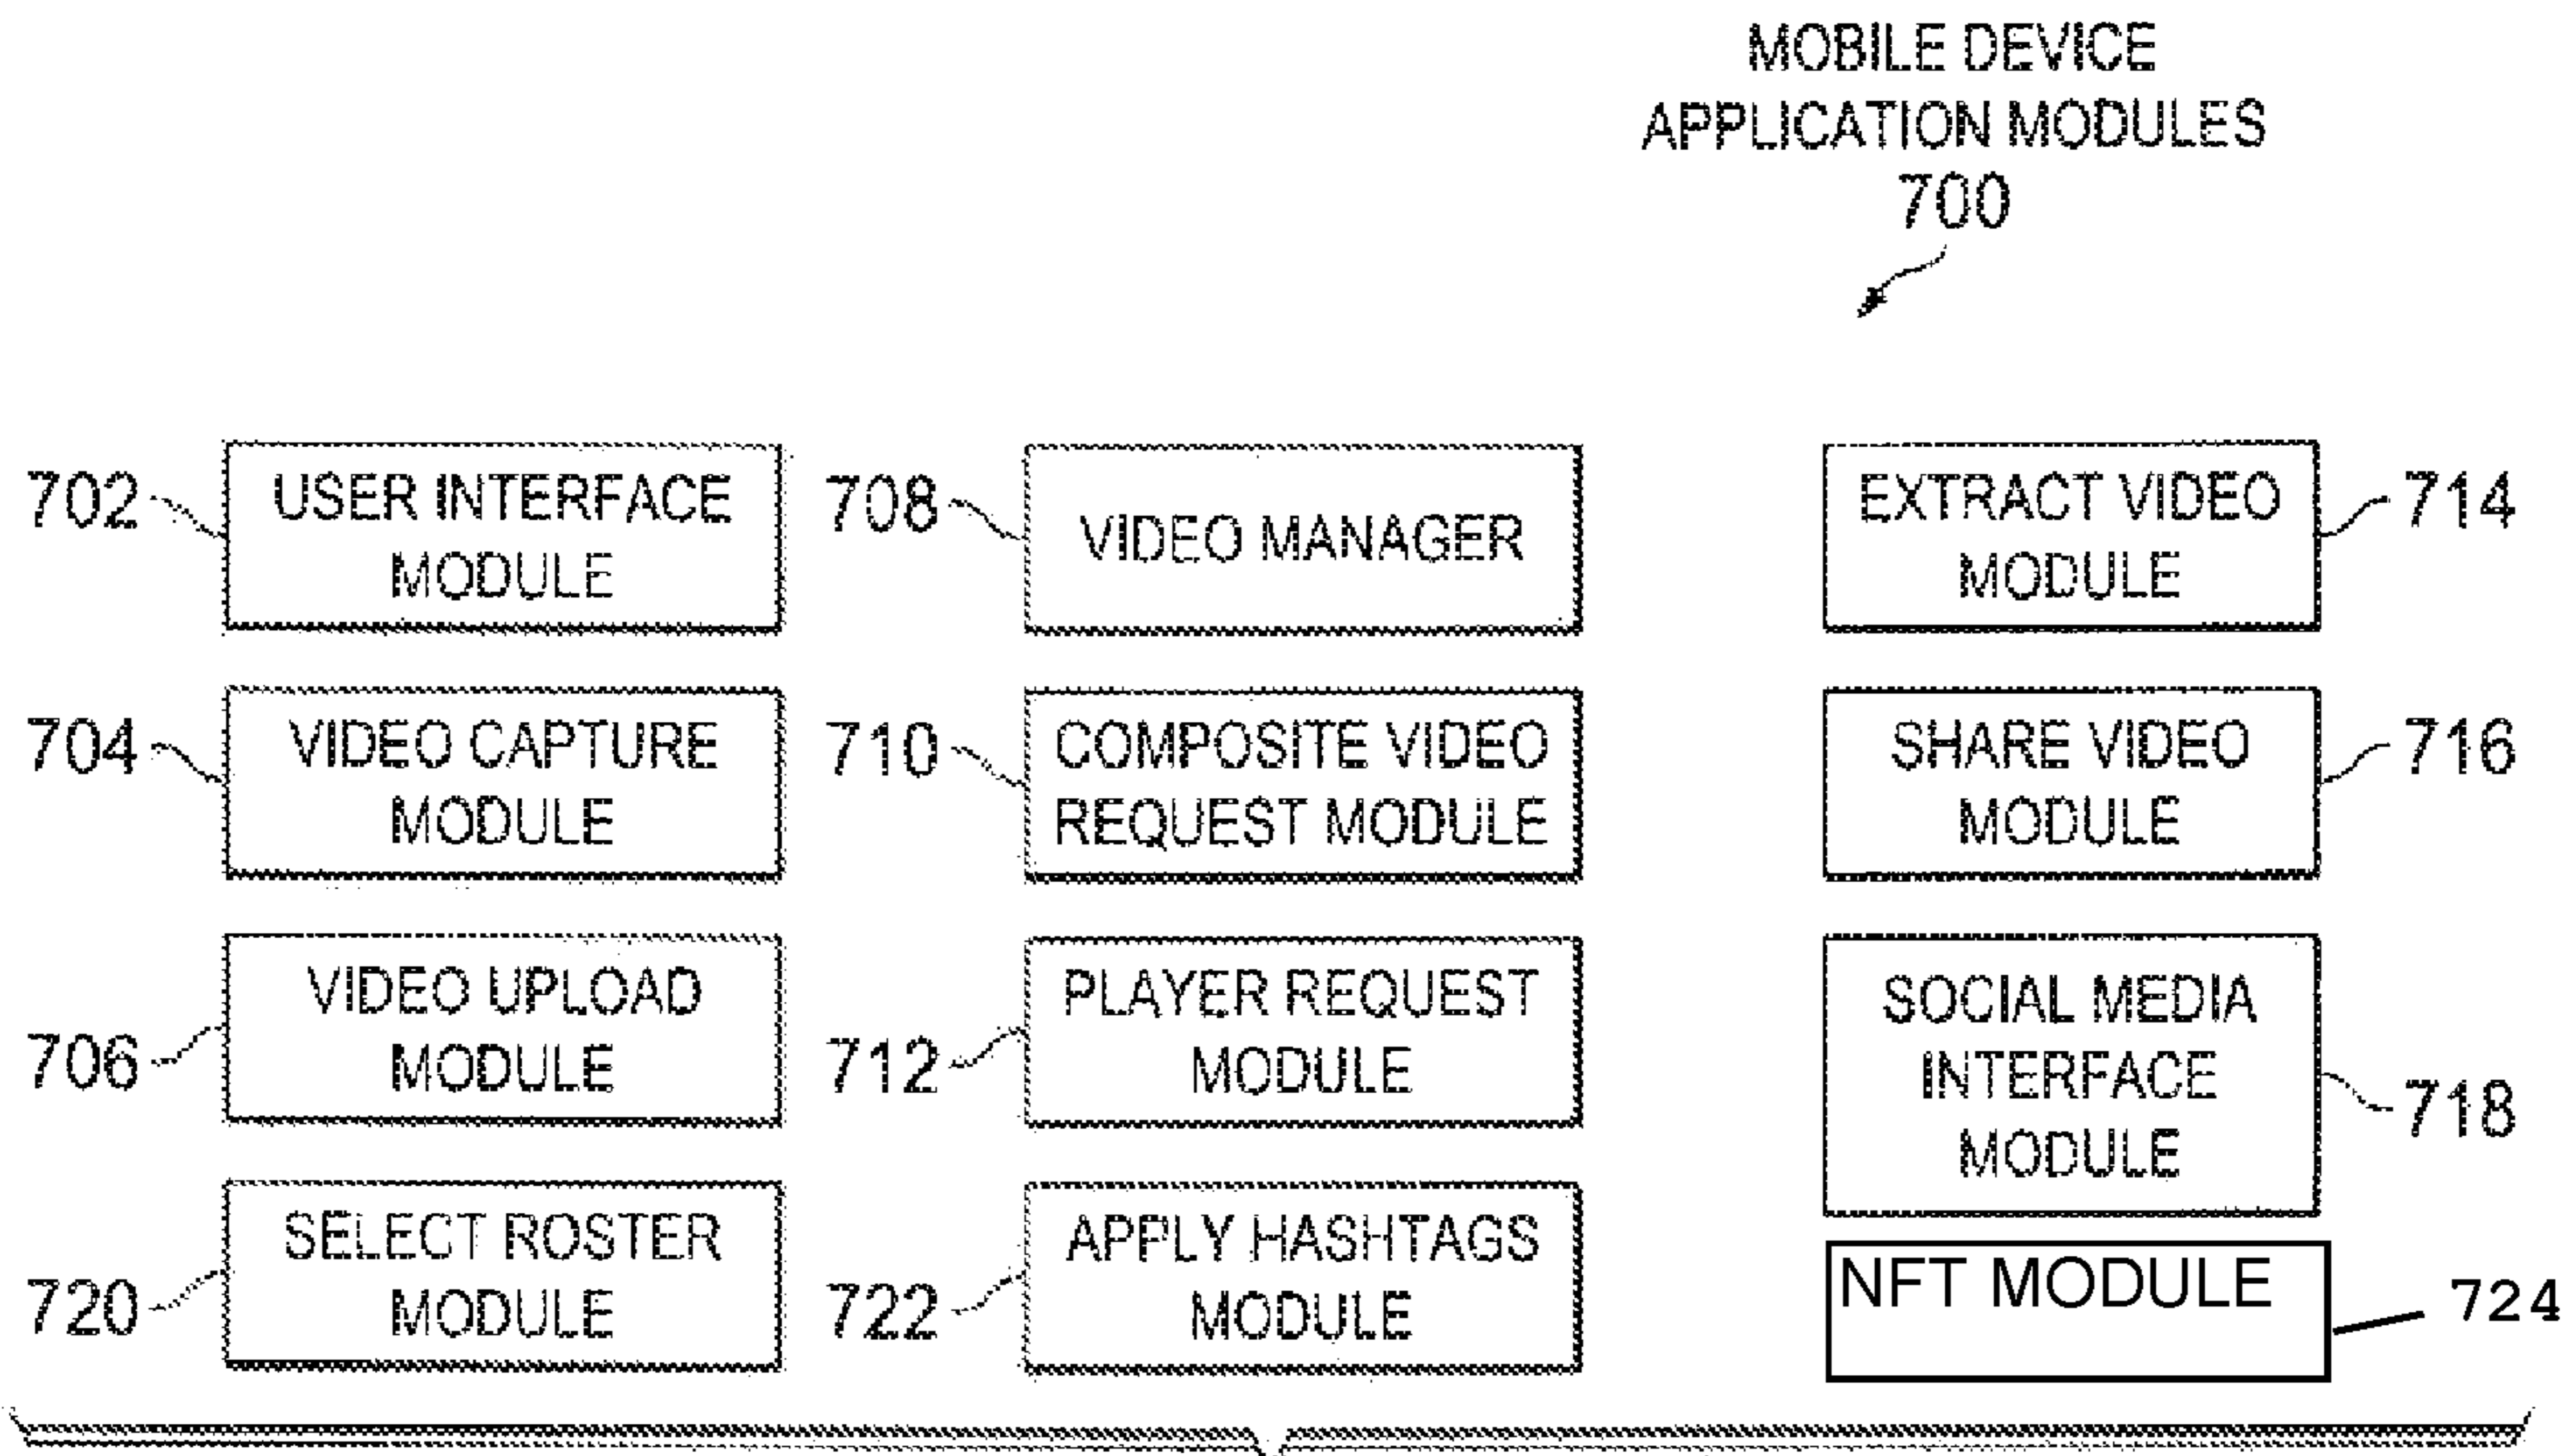 MOBILE DEVICE
APPLICATION MODULES
700
702
USER INTERFACE
MODULE
708
VIDEO MANAGER
EXTRACT VIDEO
MODULE
714
704
VIDEO CAPTURE
MODULE
710
COMPOSITE VIDEO
REQUEST MODULE
SHARE VIDEO
MODULE
716
706
VIDEO UPLOAD
MODULE
712
PLAYER REQUEST
MODULE
SOCIAL MEDIA
INTERFACE
MODULE
718
720
SELECT ROSTER
MODULE
722
APPLY HASHTAGS
MODULE
NFT MODULE
724